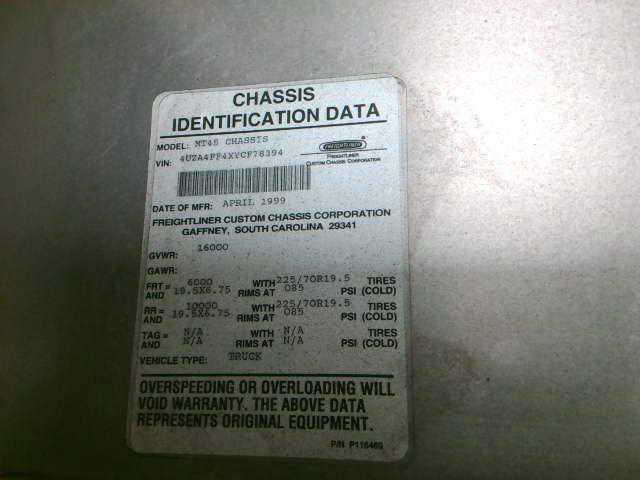 CHASSIS
IDENTIFICATION DATA
MODEL: MT45 CHASSIS
VIN: 4UZA4FF4XYCF78394
FREIGHTLINER
FREIGHTLINER
CUSTOM CHASSIS CORPORATION
DATE OF MFR: APRIL 1999
FREIGHTLINER CUSTOM CHASSIS CORPORATION
GAFFNEY, SOUTH CAROLINA 29341
GVWR: 16000
GAWR:
FRT = 6000 WITH 225/70R19.5 TIRES
AND 19.5X6.75 RIMS AT 085 PSI (COLD)
RR = 10000 WITH 225/70R19.5 TIRES
AND 19.5X6.75 RIMS AT 085 PSI (COLD)
TAG = N/A WITH N/A TIRES
AND N/A RIMS AT N/A PSI (COLD)
VEHICLE TYPE: TRUCK
OVERSPEEDING OR OVERLOADING WILL
VOID WARRANTY. THE ABOVE DATA
REPRESENTS ORIGINAL EQUIPMENT.
P/N P116469